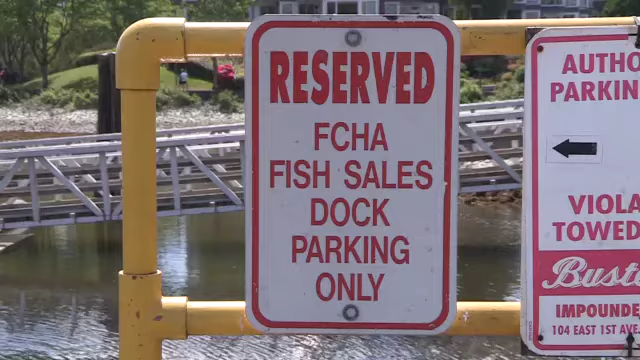 RESERVED
FCHA
FISH SALES
DOCK
PARKING
ONLY
AUTHO
PARKIN
VIOLA
TOWED
Bust
IMPOUNDE
104 EAST 1ST AVE.